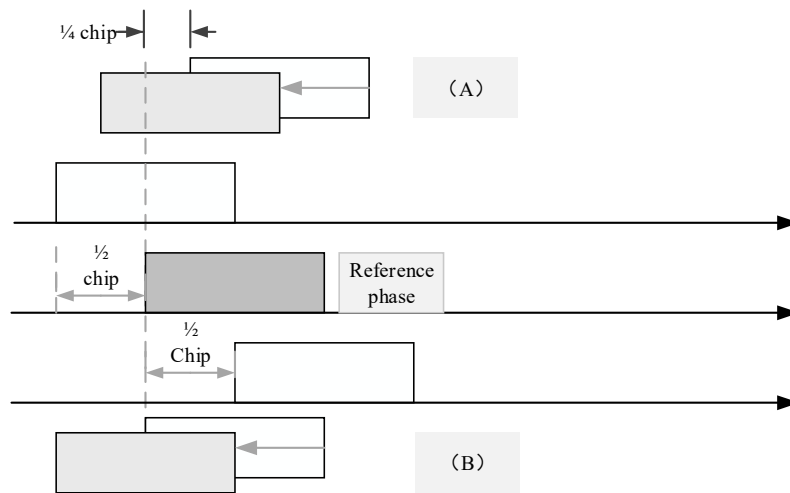 ¼ chip
（A）
½
chip
Reference
phase
½
Chip
（B）